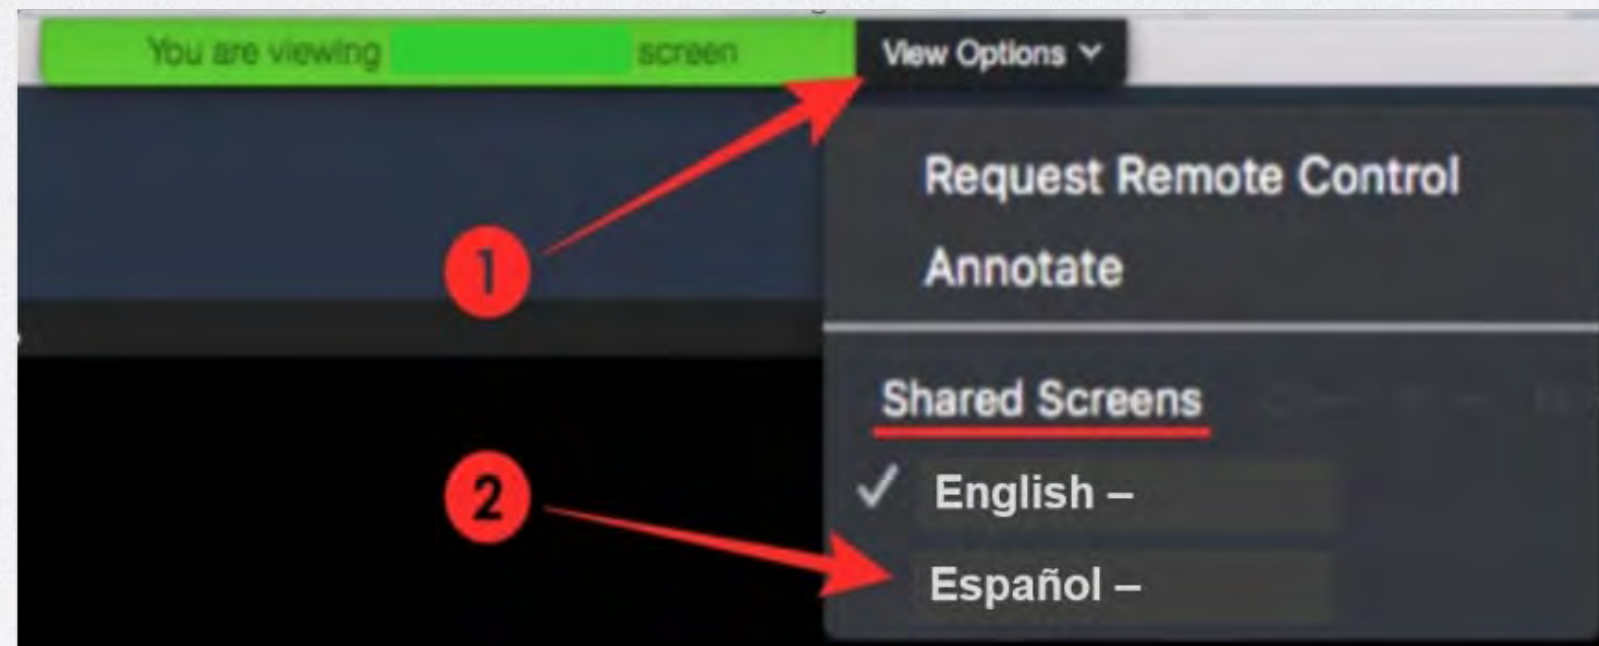 You are viewing screen
View Options
Request Remote Control
1
Annotate
Shared Screens
English –
2
Español –